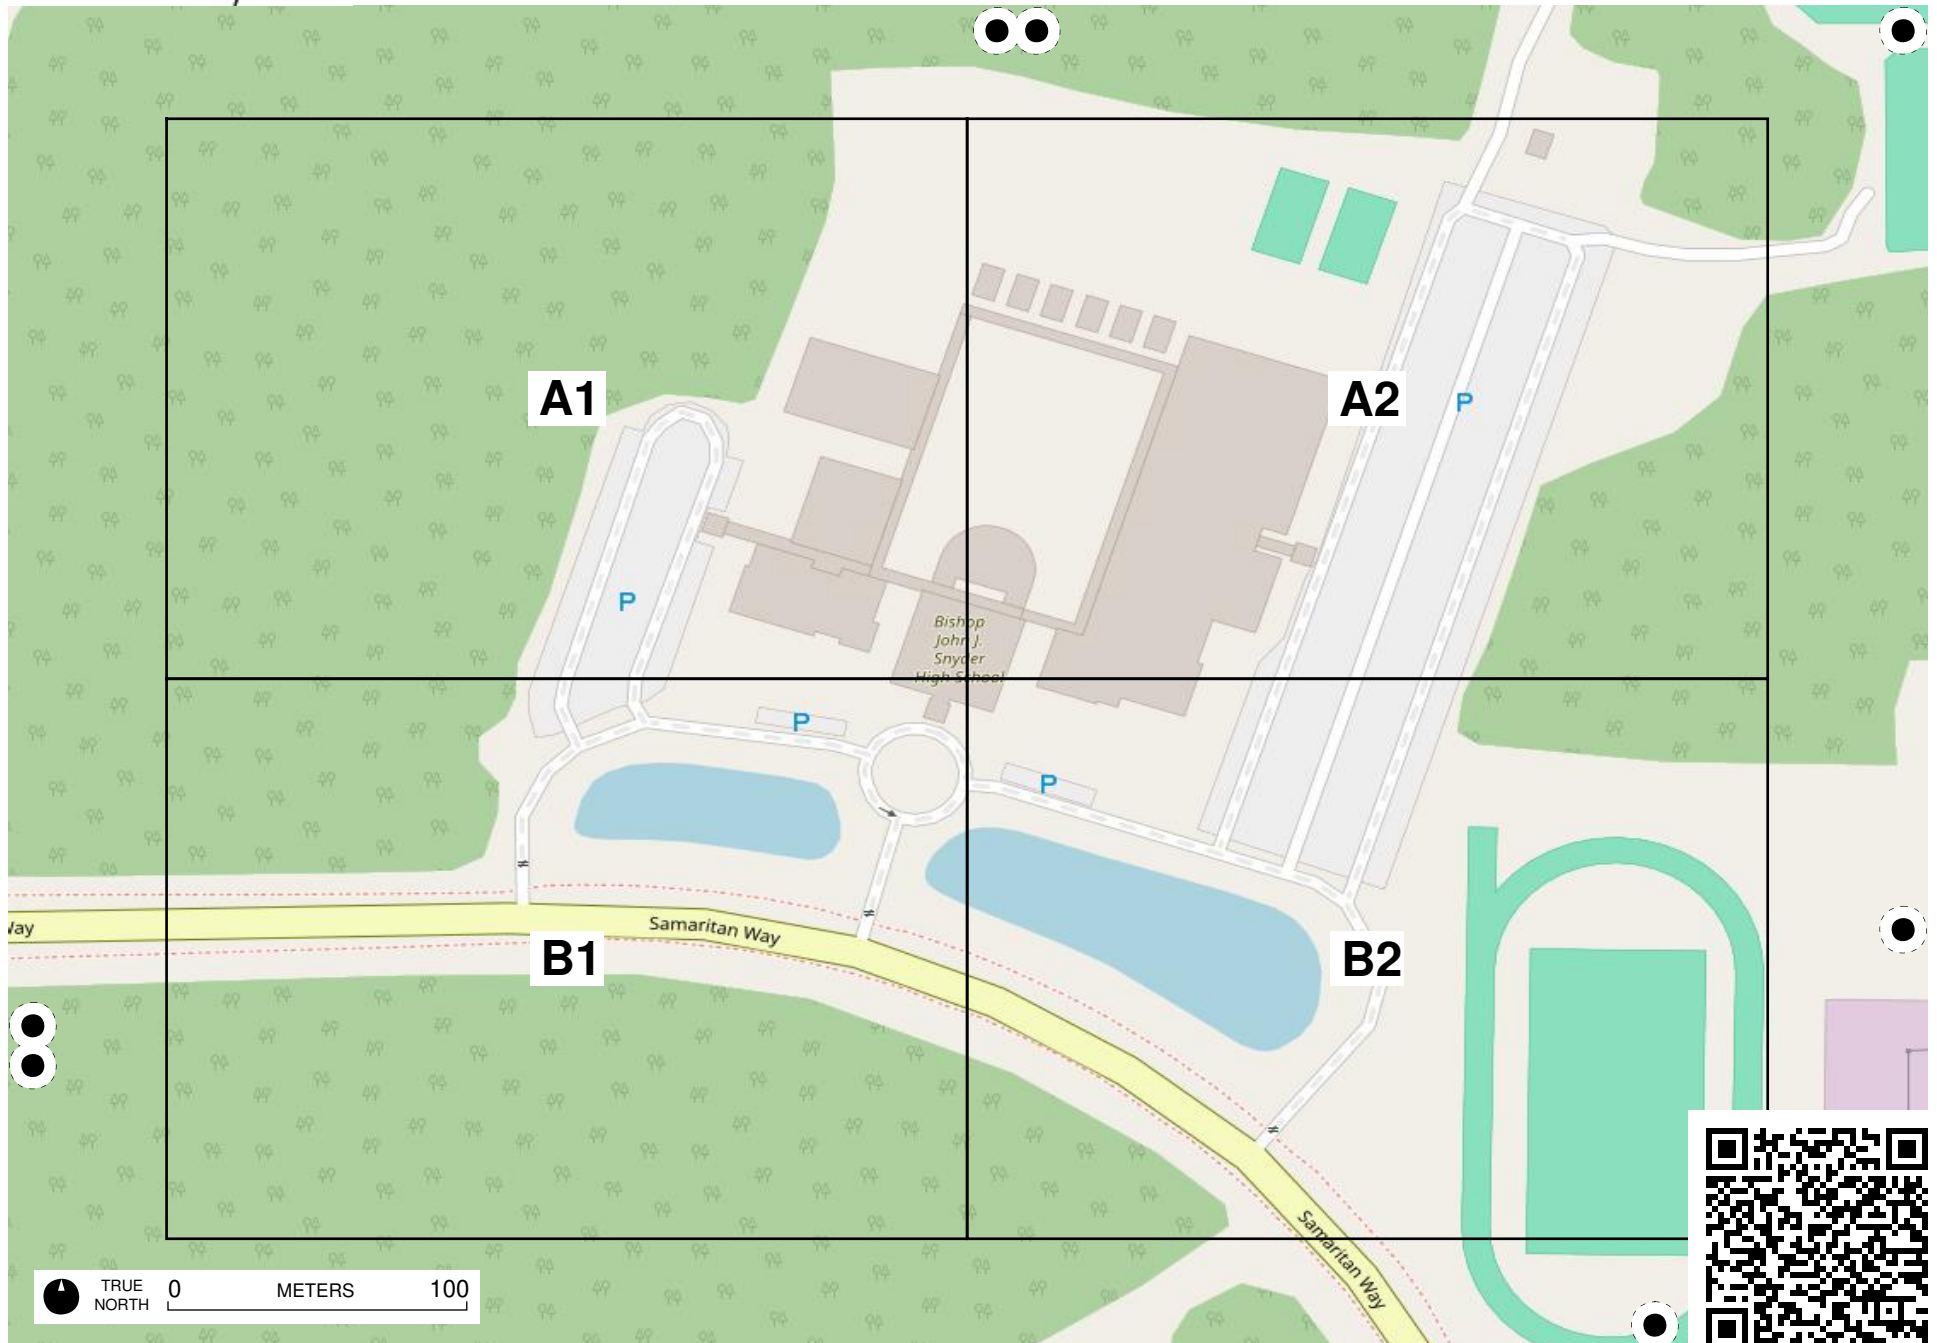 A1
A2
P
P
Bishop
John J.
Snyder
High School
P
P
Way
Samaritan Way
B1
B2
Samaritan Way
TRUE
NORTH
0 METERS 100